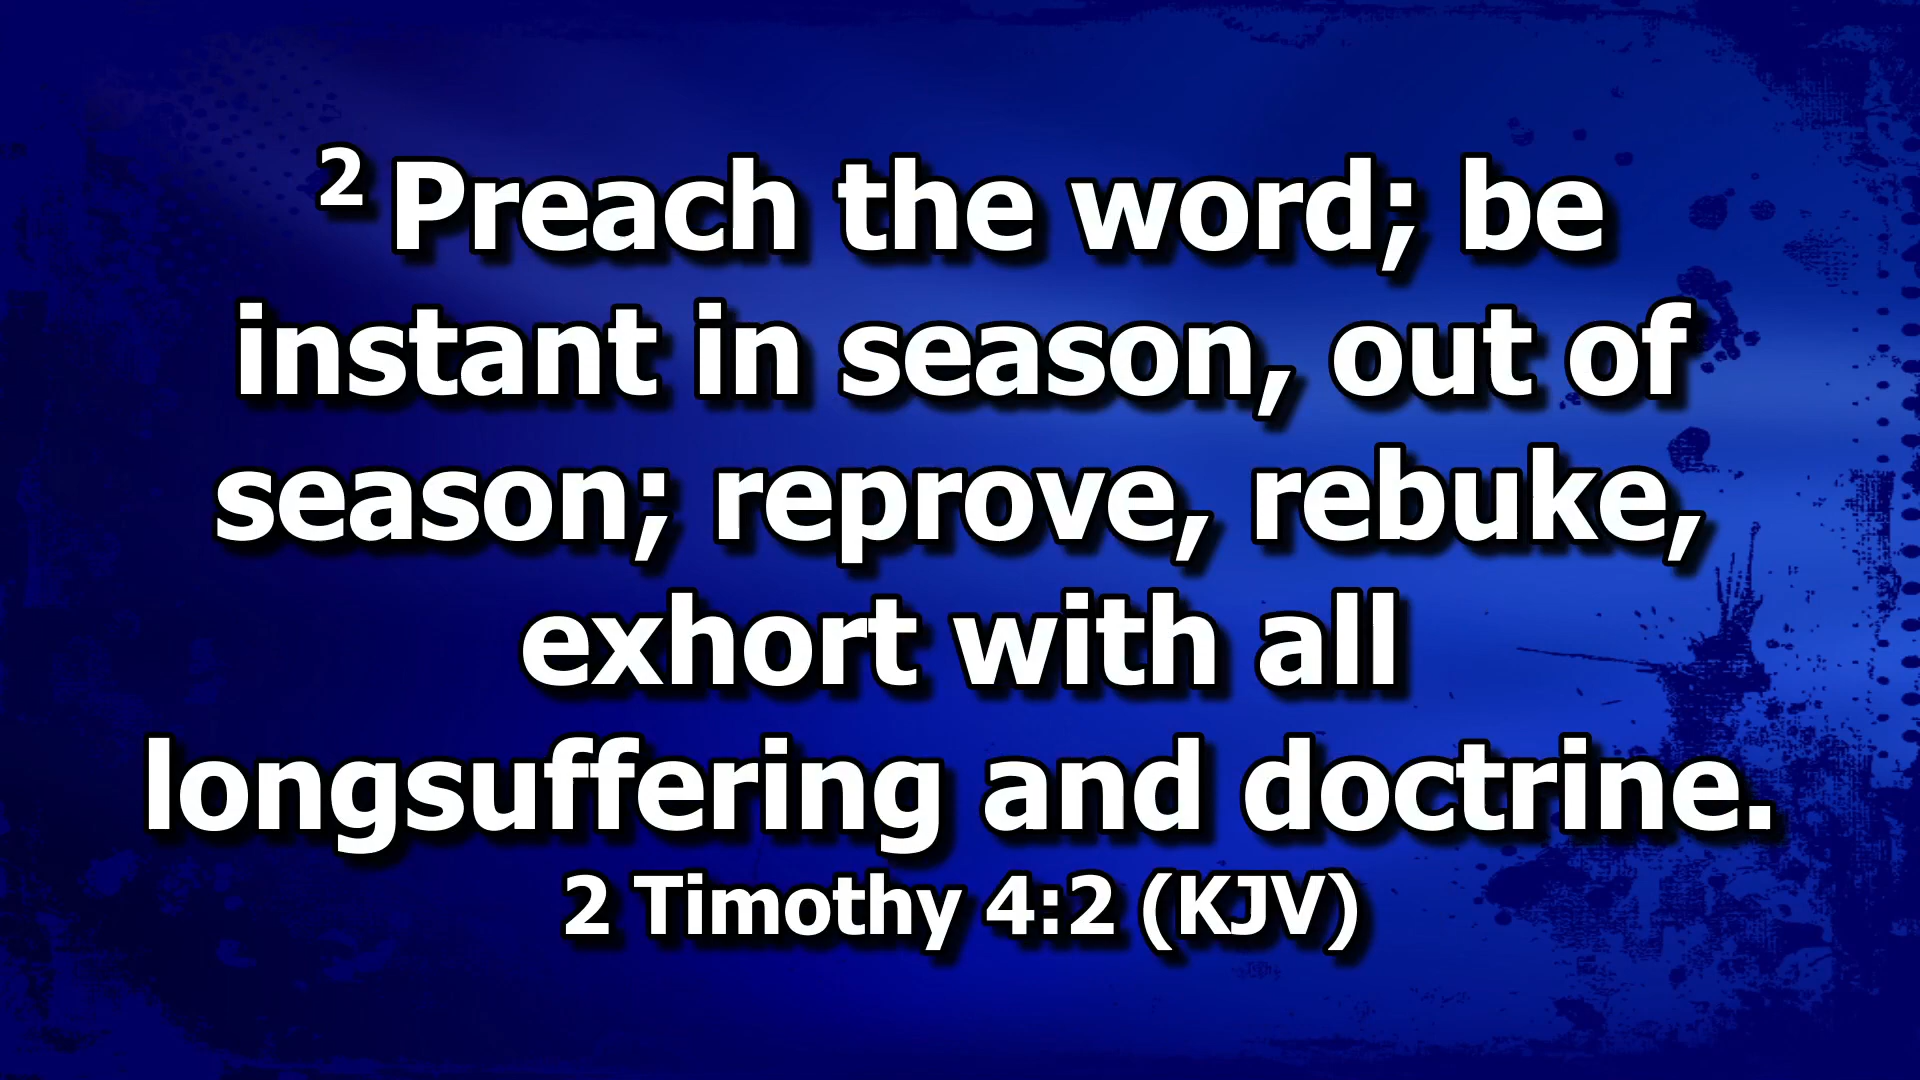 2 Preach the word; be
instant in season, out of
season; reprove, rebuke,
exhort with all
longsuffering and doctrine.
2 Timothy 4:2 (KJV)